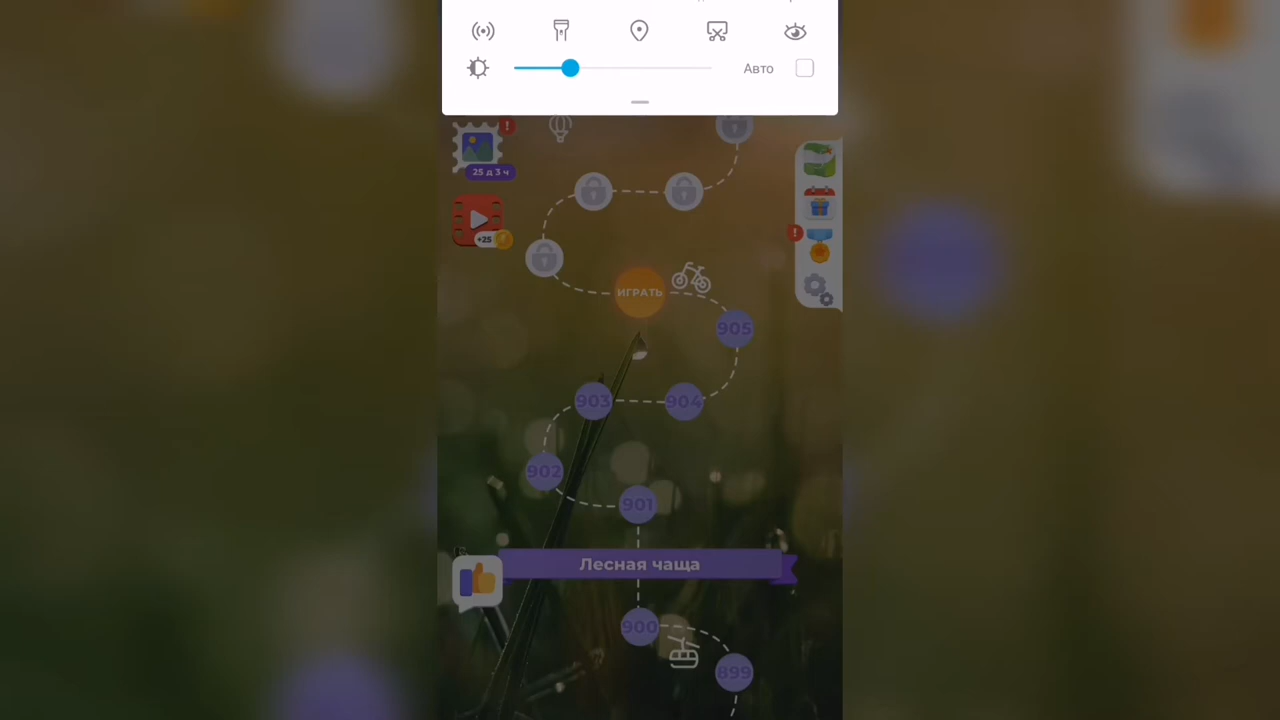 Авто
25 д 3 ч
+25
ИГРАТЬ
905
903
904
902
901
Лесная чаща
900
899